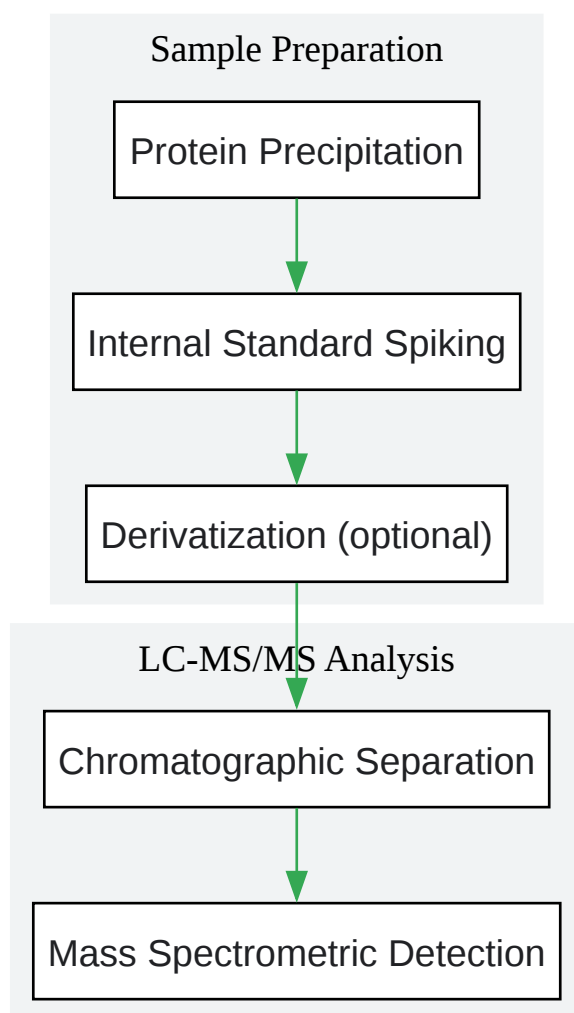 Sample Preparation
Protein Precipitation
Internal Standard Spiking
Derivatization (optional)
LC-MS/MS Analysis
Chromatographic Separation
Mass Spectrometric Detection